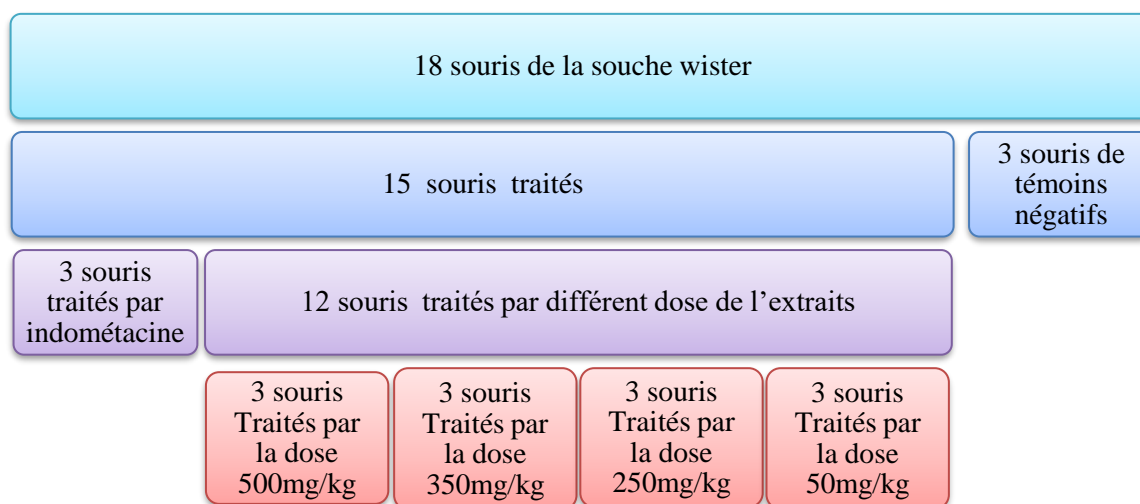 18 souris de la souche wister
15 souris traités
3 souris de
témoins
négatifs
3 souris
traités par
indométacine
12 souris traités par différent dose de l’extraits
3 souris
Traités par
la dose
500mg/kg
3 souris
Traités par
la dose
350mg/kg
3 souris
Traités par
la dose
250mg/kg
3 souris
Traités par
la dose
50mg/kg